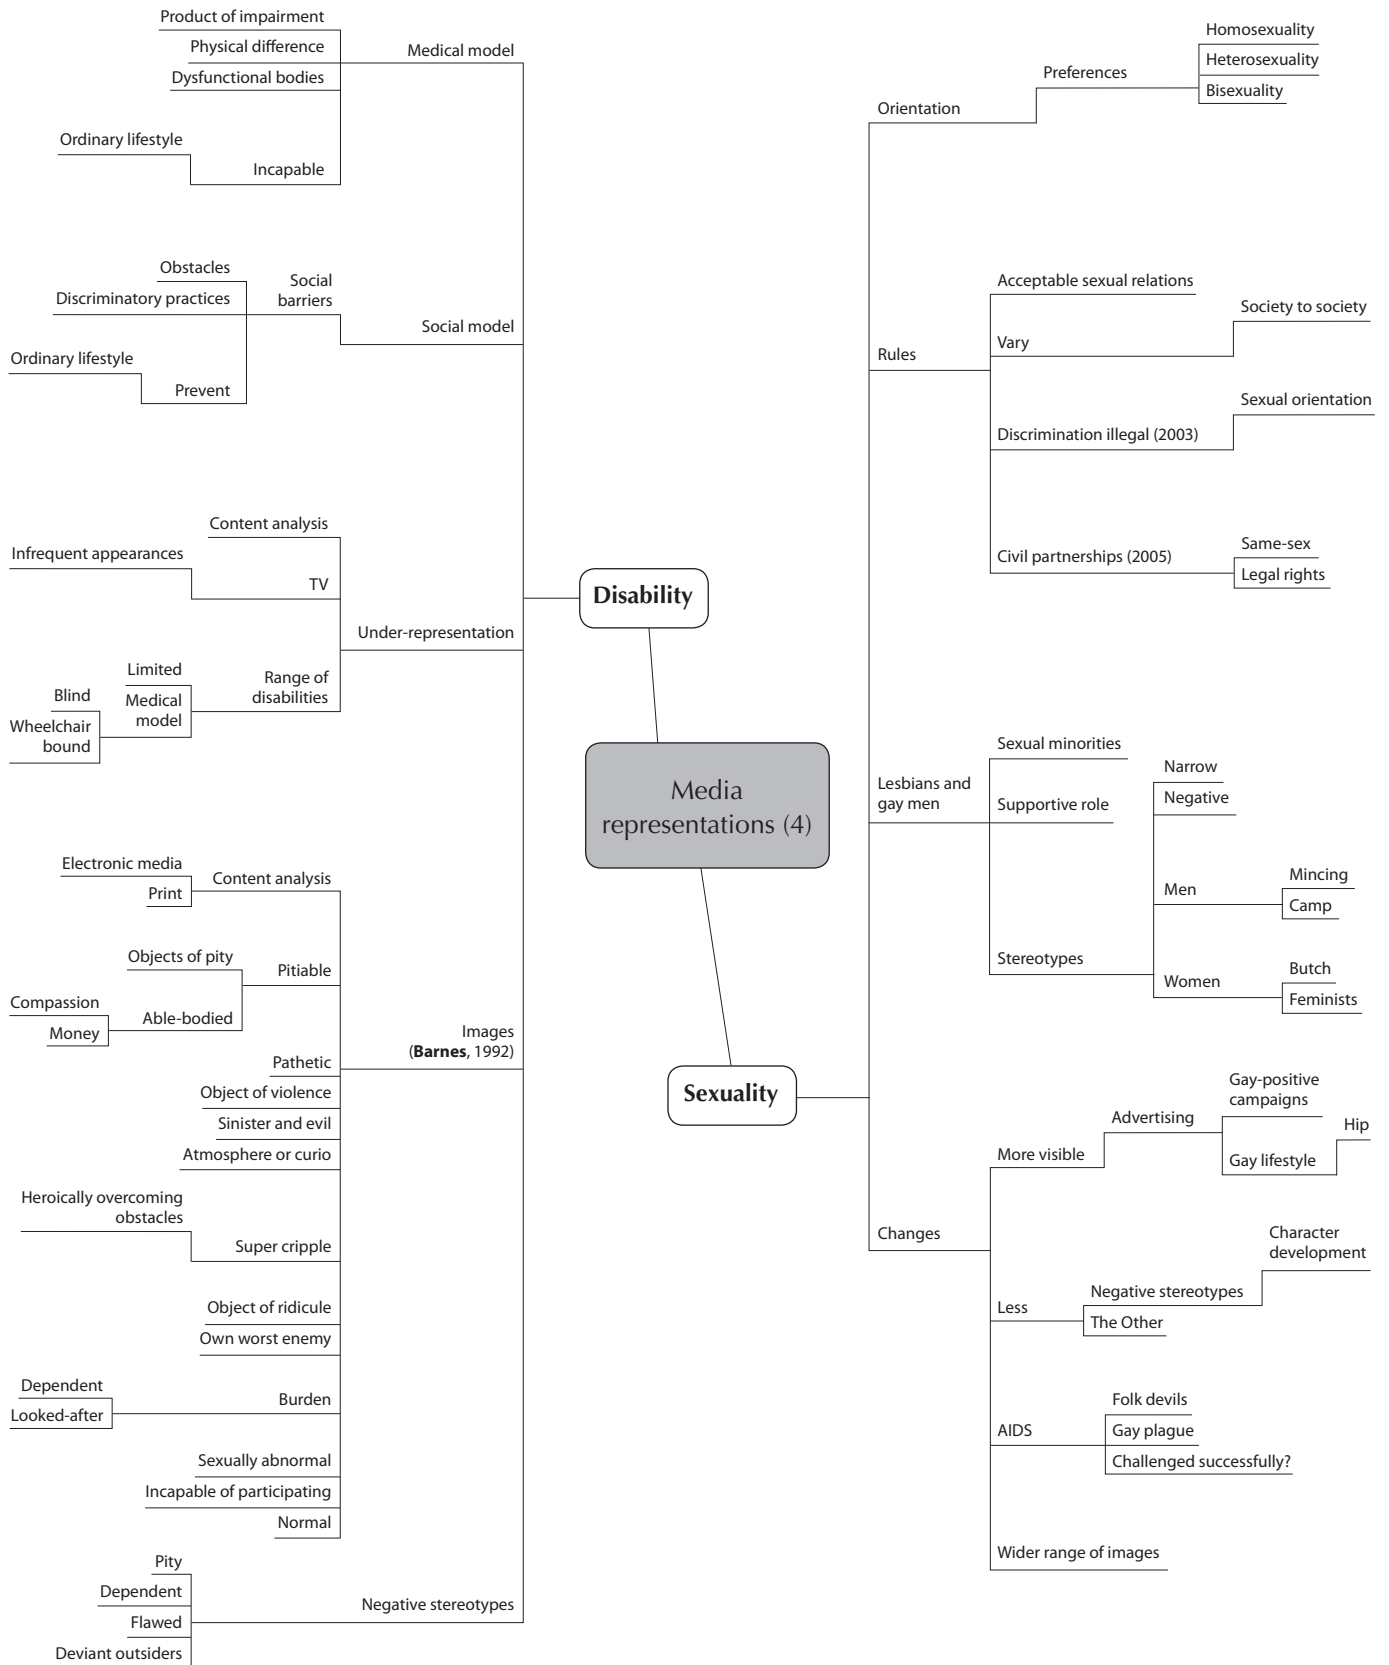 Media
representations (4)
Disability
Medical model
Product of impairment
Physical difference
Dysfunctional bodies
Incapable
Ordinary lifestyle
Social model
Social
barriers
Obstacles
Discriminatory practices
Prevent
Ordinary lifestyle
Under-representation
Content analysis
TV
Infrequent appearances
Range of
disabilities
Limited
Medical
model
Blind
Wheelchair
bound
Images
(Barnes, 1992)
Content analysis
Electronic media
Print
Pitiable
Objects of pity
Able-bodied
Compassion
Money
Pathetic
Object of violence
Sinister and evil
Atmosphere or curio
Super cripple
Heroically overcoming
obstacles
Object of ridicule
Own worst enemy
Burden
Dependent
Looked-after
Sexually abnormal
Incapable of participating
Normal
Negative stereotypes
Pity
Dependent
Flawed
Deviant outsiders
Sexuality
Orientation
Preferences
Homosexuality
Heterosexuality
Bisexuality
Rules
Acceptable sexual relations
Vary
Society to society
Discrimination illegal (2003)
Sexual orientation
Civil partnerships (2005)
Same-sex
Legal rights
Lesbians and
gay men
Sexual minorities
Supportive role
Stereotypes
Narrow
Negative
Men
Mincing
Camp
Women
Butch
Feminists
Changes
More visible
Advertising
Gay-positive
campaigns
Gay lifestyle
Hip
Less
Negative stereotypes
Character
development
The Other
AIDS
Folk devils
Gay plague
Challenged successfully?
Wider range of images